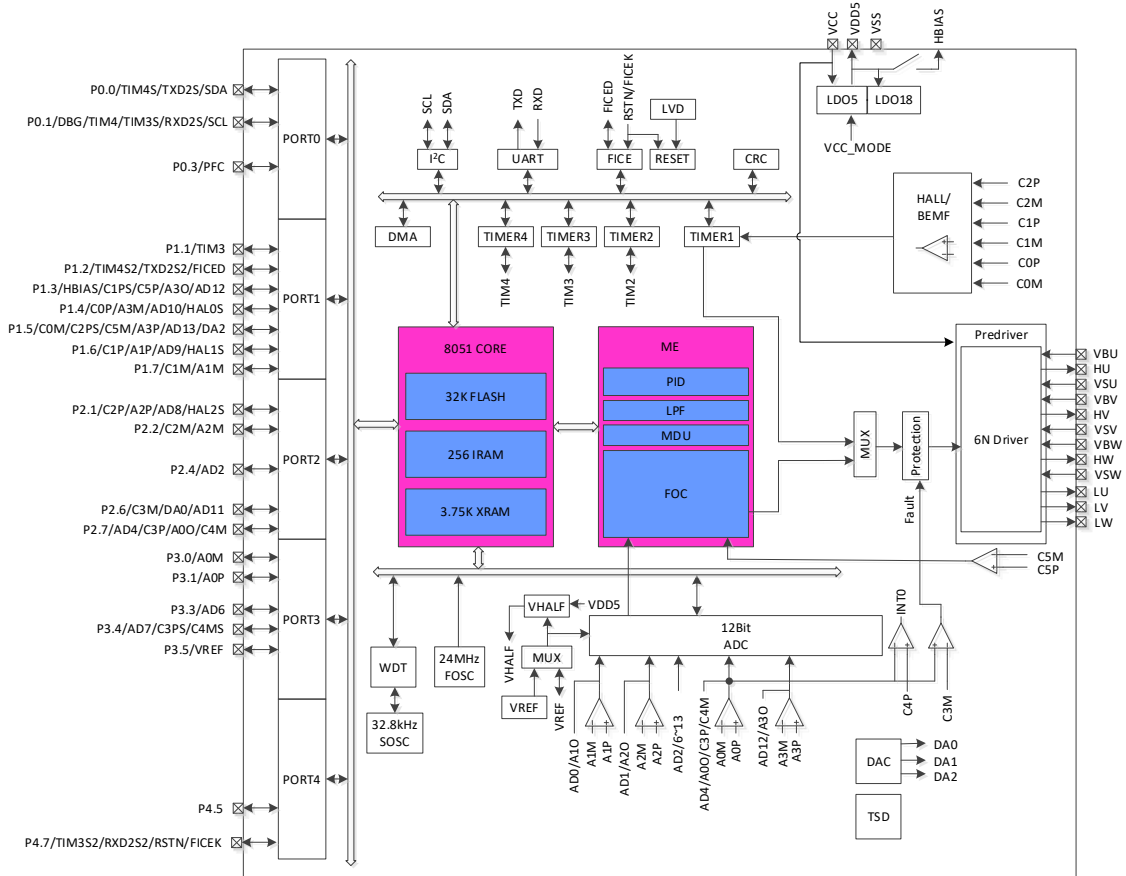 VCC
VDD5
VSS
HBIAS
P0.0/TIM4S/TXD2S/SDA
P0.1/DBG/TIM4/TIM3S/RXD2S/SCL
P0.3/PFC
PORT0
P1.1/TIM3
P1.2/TIM4S2/TXD2S2/FICED
P1.3/HBIAS/C1PS/C5P/A3O/AD12
P1.4/C0P/A3M/AD10/HAL0S
P1.5/C0M/C2PS/C5M/A3P/AD13/DA2
P1.6/C1P/A1P/AD9/HAL1S
P1.7/C1M/A1M
PORT1
P2.1/C2P/A2P/AD8/HAL2S
P2.2/C2M/A2M
P2.4/AD2
P2.6/C3M/DA0/AD11
P2.7/AD4/C3P/A0O/C4M
PORT2
P3.0/A0M
P3.1/A0P
P3.3/AD6
P3.4/AD7/C3PS/C4MS
P3.5/VREF
PORT3
P4.5
P4.7/TIM3S2/RXD2S2/RSTN/FICEK
PORT4
SCL
SDA
TXD
RXD
FICED
RSTN/FICEK
LVD
I²C
UART
FICE
RESET
CRC
DMA
TIMER4
TIMER3
TIMER2
TIMER1
TIM4
TIM3
TIM2
LDO5
LDO18
VCC_MODE
HALL/
BEMF
C2P
C2M
C1P
C1M
C0P
C0M
8051 CORE
32K FLASH
256 IRAM
3.75K XRAM
ME
PID
LPF
MDU
FOC
MUX
Protection
Fault
Predriver
6N Driver
VBU
HU
VSU
VBV
HV
VSV
VBW
HW
VSW
LU
LV
LW
C5M
C5P
WDT
32.8kHz
SOSC
24MHz
FOSC
VHALF
VDD5
VHALF
MUX
VREF
VREF
12Bit
ADC
INT0
C4P
C3M
AD0/A1O
A1M
A1P
AD1/A2O
A2M
A2P
AD2/6~13
AD4/A0O/C3P/C4M
A0M
A0P
AD12/A3O
A3M
A3P
DAC
DA0
DA1
DA2
TSD